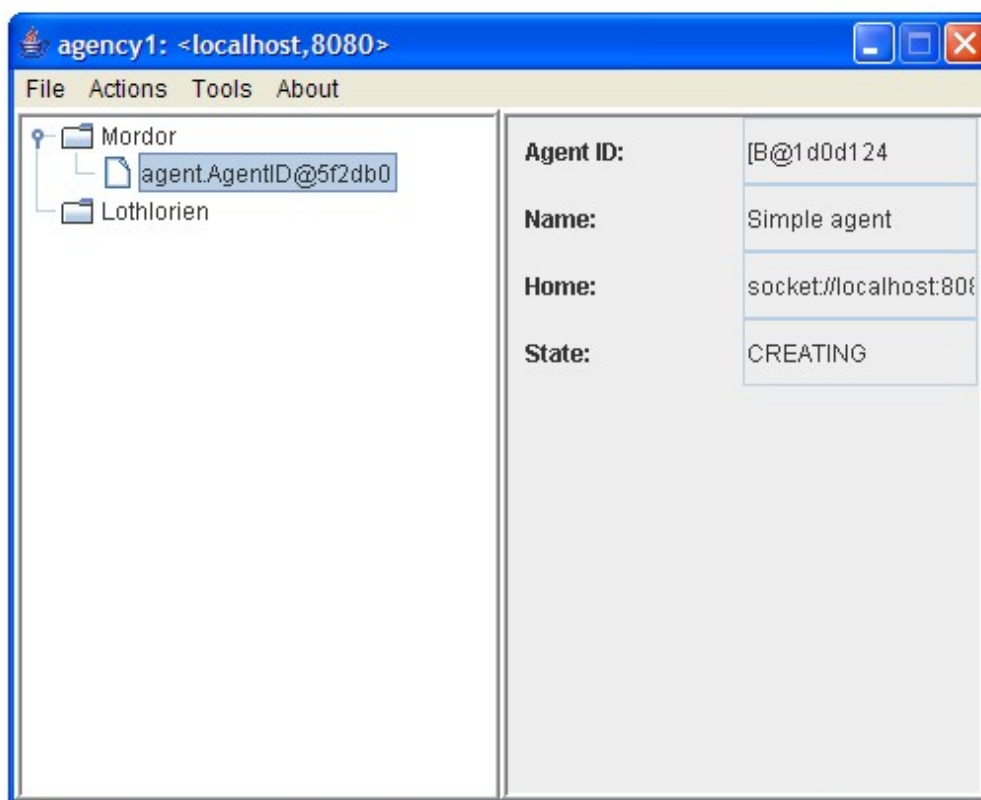 agency1: <localhost,8080>
File Actions Tools About
Mordor
agent.AgentID@5f2db0
Lothlorien
Agent ID: [B@1d0d124
Name: Simple agent
Home: socket://localhost:808
State: CREATING